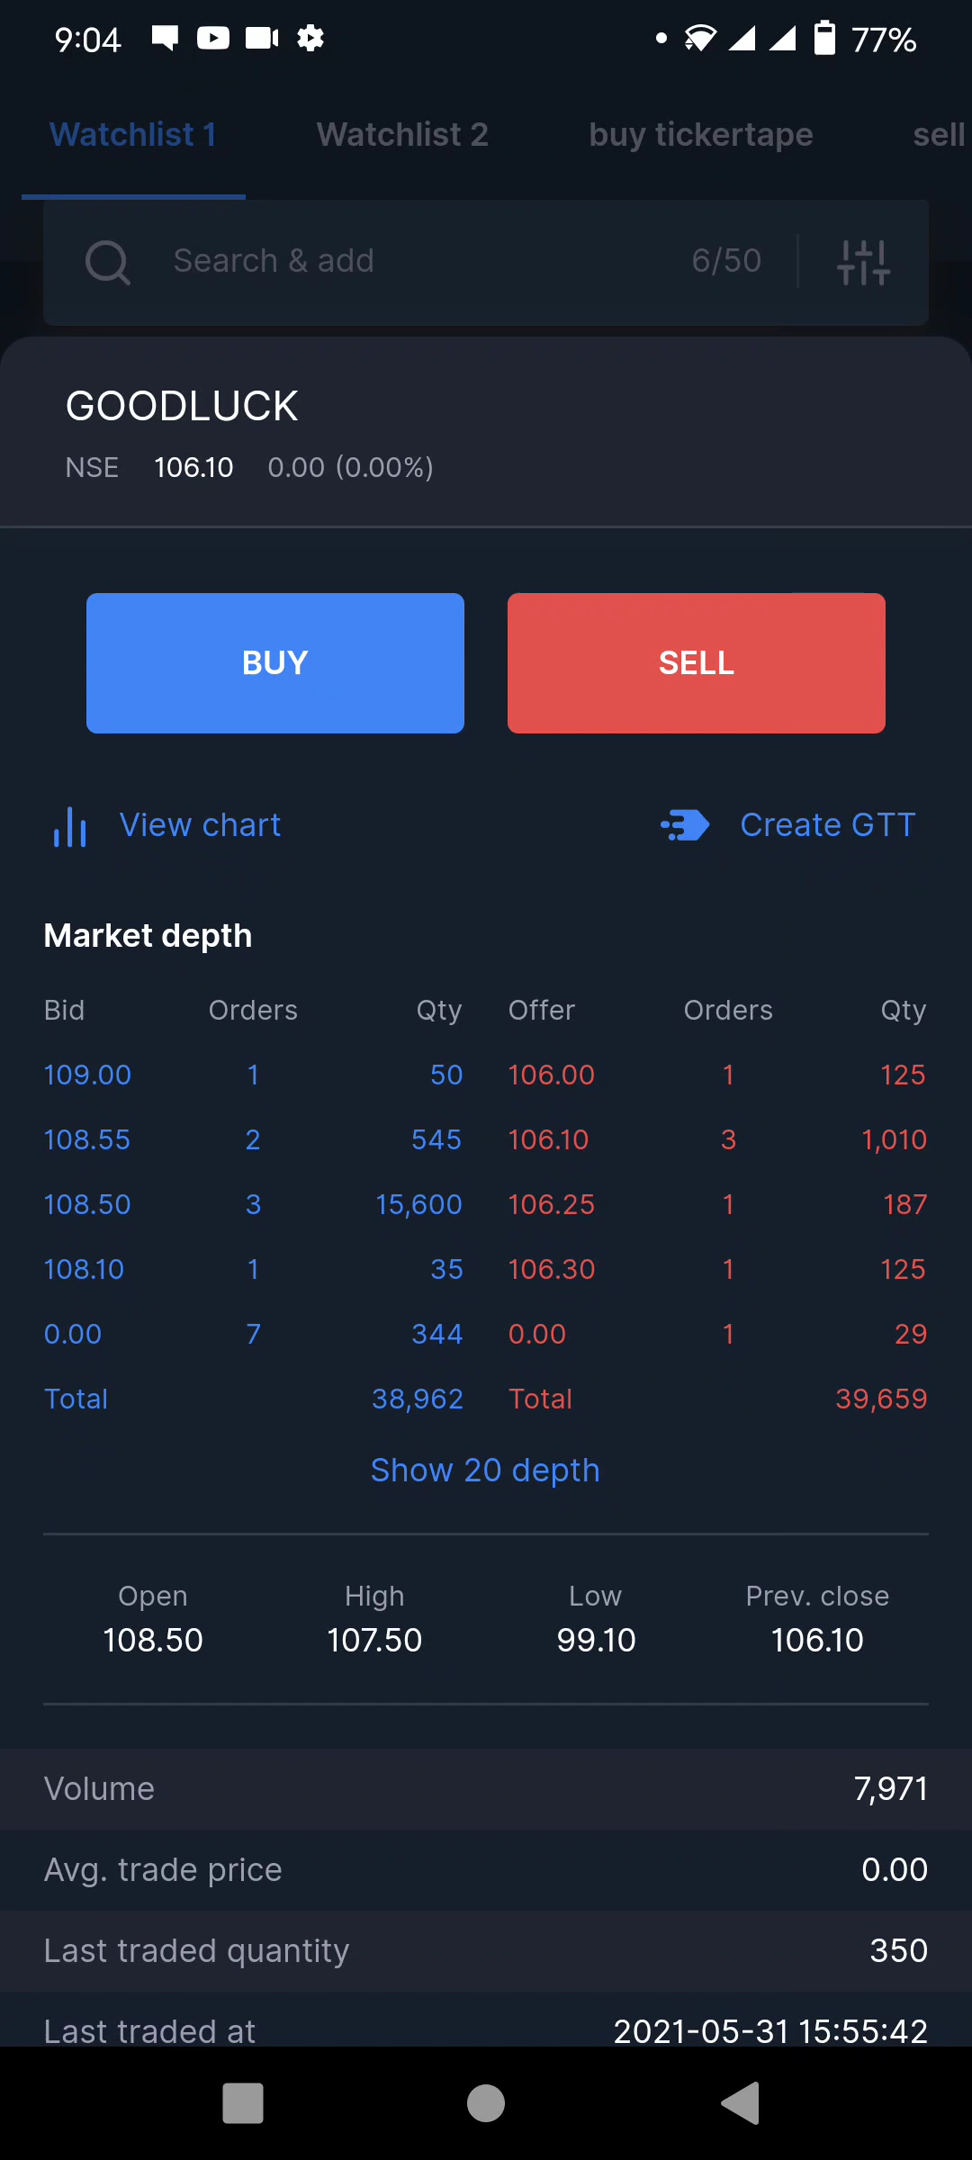 9:04 77%
Watchlist 1 Watchlist 2 buy tickertape sell
Search & add 6/50
GOODLUCK
NSE 106.10 0.00 (0.00%)
BUY SELL
View chart Create GTT
Market depth
Bid Orders Qty Offer Orders Qty
109.00 1 50 106.00 1 125
108.55 2 545 106.10 3 1,010
108.50 3 15,600 106.25 1 187
108.10 1 35 106.30 1 125
0.00 7 344 0.00 1 29
Total 38,962 Total 39,659
Show 20 depth
Open High Low Prev. close
108.50 107.50 99.10 106.10
Volume 7,971
Avg. trade price 0.00
Last traded quantity 350
Last traded at 2021-05-31 15:55:42